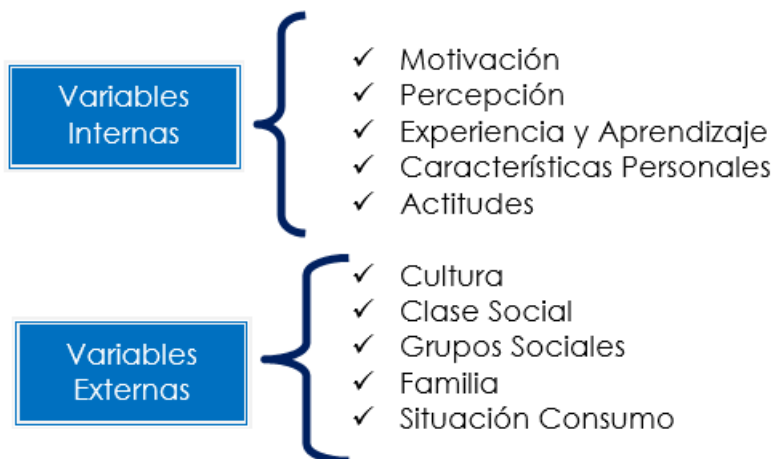 Variables
Internas
✓ Motivación
✓ Percepción
✓ Experiencia y Aprendizaje
✓ Características Personales
✓ Actitudes
Variables
Externas
✓ Cultura
✓ Clase Social
✓ Grupos Sociales
✓ Familia
✓ Situación Consumo